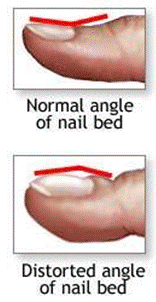 Normal angle
of nail bed
Distorted angle
of nail bed